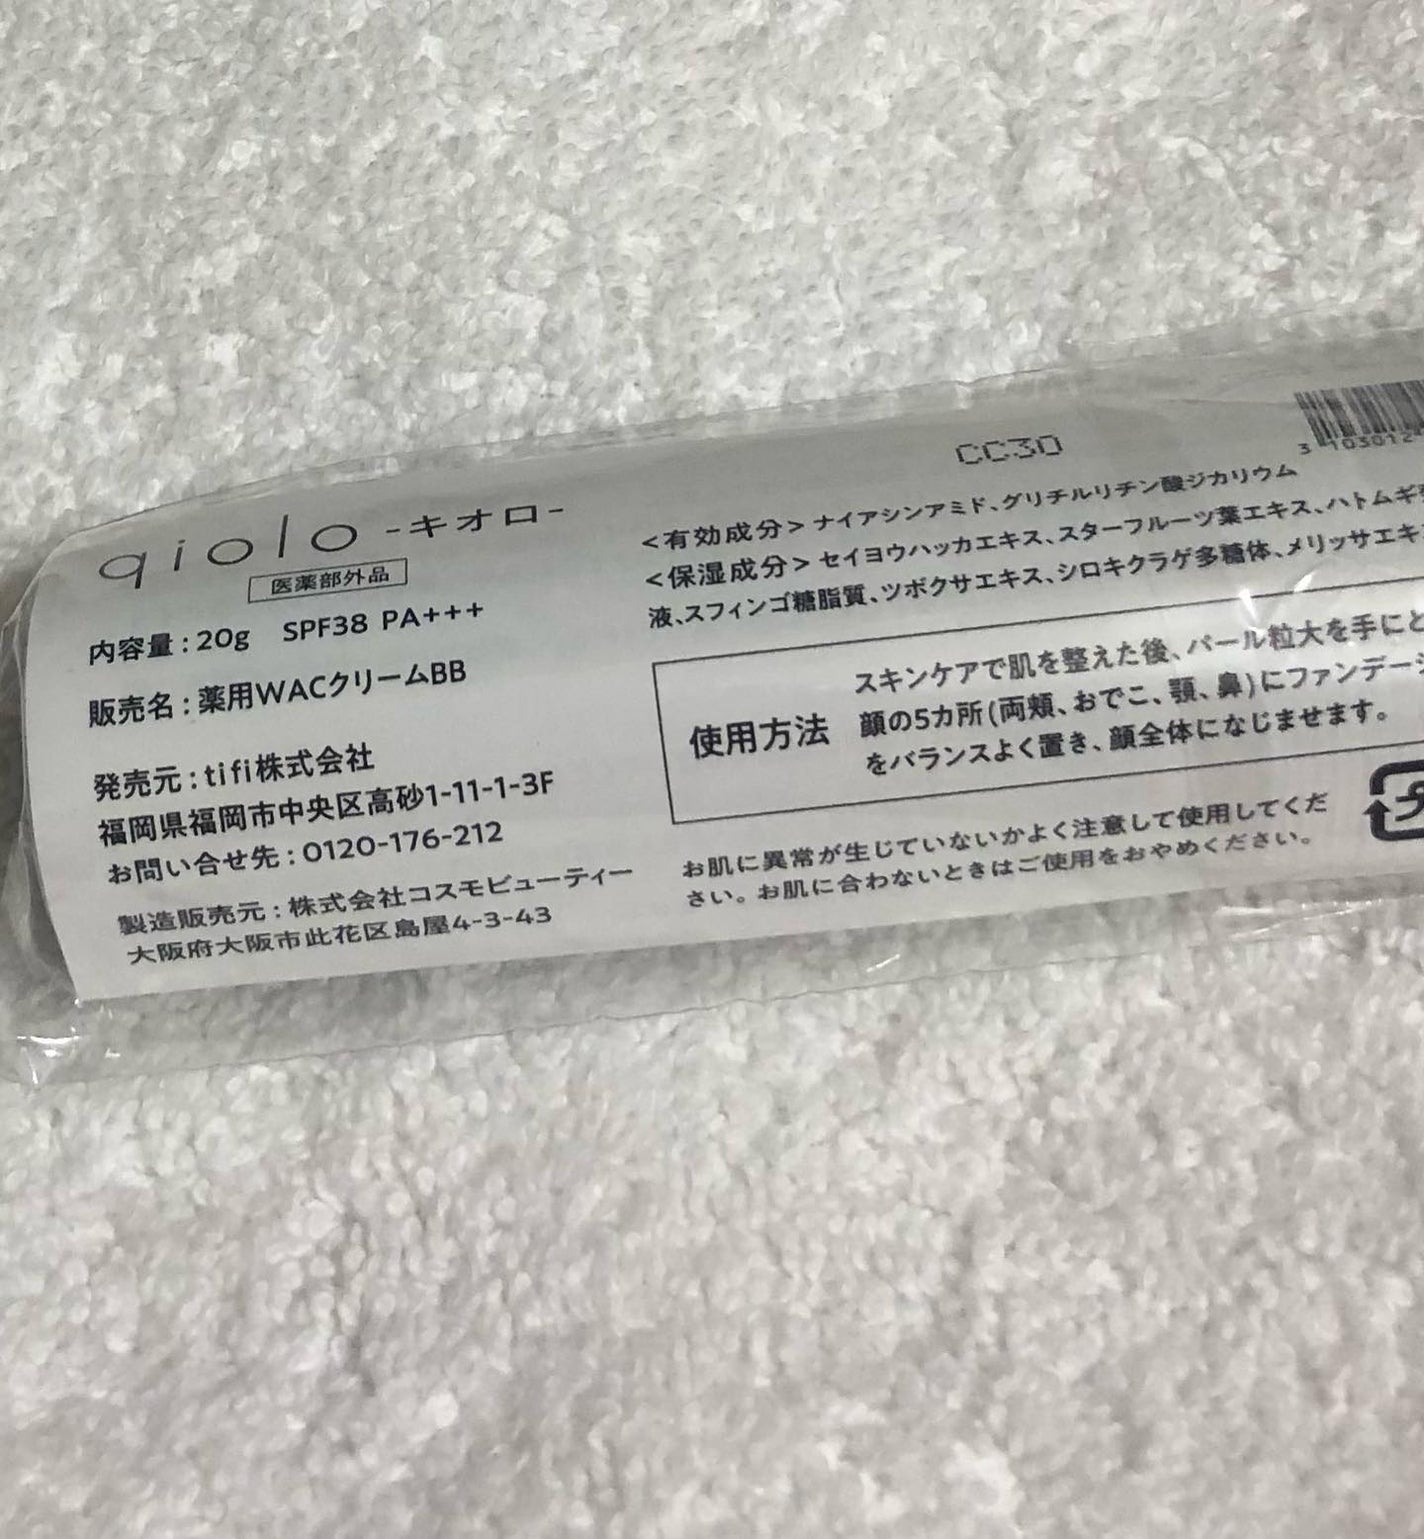 qiolo -キオロ-
医薬部外品
内容量：20g SPF38 PA+++
販売名：薬用WACクリームBB
発売元：tifi株式会社
福岡県福岡市中央区高砂1-11-1-3F
お問い合せ先：0120-176-212
製造販売元：株式会社コスモビューティー
大阪府大阪市此花区島屋4-3-43
CC30
3 103012
<有効成分>ナイアシンアミド、グリチルリチン酸ジカリウム
<保湿成分>セイヨウハッカエキス、スターフルーツ葉エキス、ハトムギ
液、スフィンゴ糖脂質、ツボクサエキス、シロキクラゲ多糖体、メリッサエキ
使用方法
スキンケアで肌を整えた後、パール粒大を手にと
顔の5カ所(両頬、おでこ、顎、鼻)にファンデー
をバランスよく置き、顔全体になじませます。
お肌に異常が生じていないかよく注意して使用してくだ
さい。お肌に合わないときはご使用をおやめください。